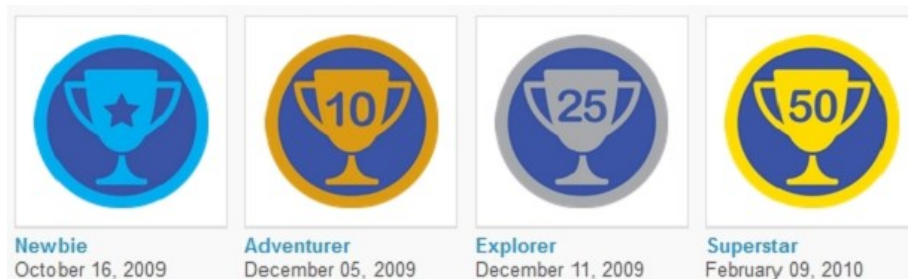 10 25 50
Newbie Adventurer Explorer Superstar
October 16, 2009 December 05, 2009 December 11, 2009 February 09, 2010